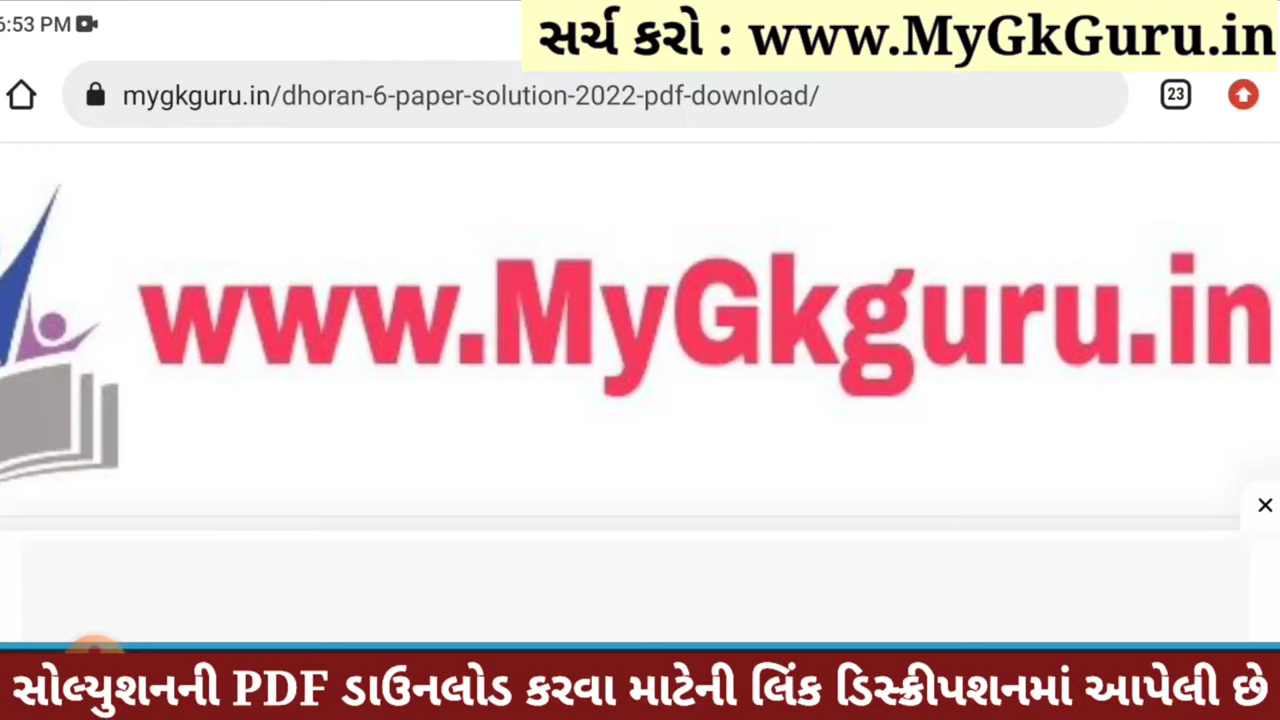 6:53 PM
સર્ચ કરો : www.MyGkGuru.in
mygkguru.in/dhoran-6-paper-solution-2022-pdf-download/
23
www.MyGkguru.in
સોલ્યુશનની PDF ડાઉનલોડ કરવા માટેની લિંક ડિસ્ક્રીપશનમાં આપેલી છે